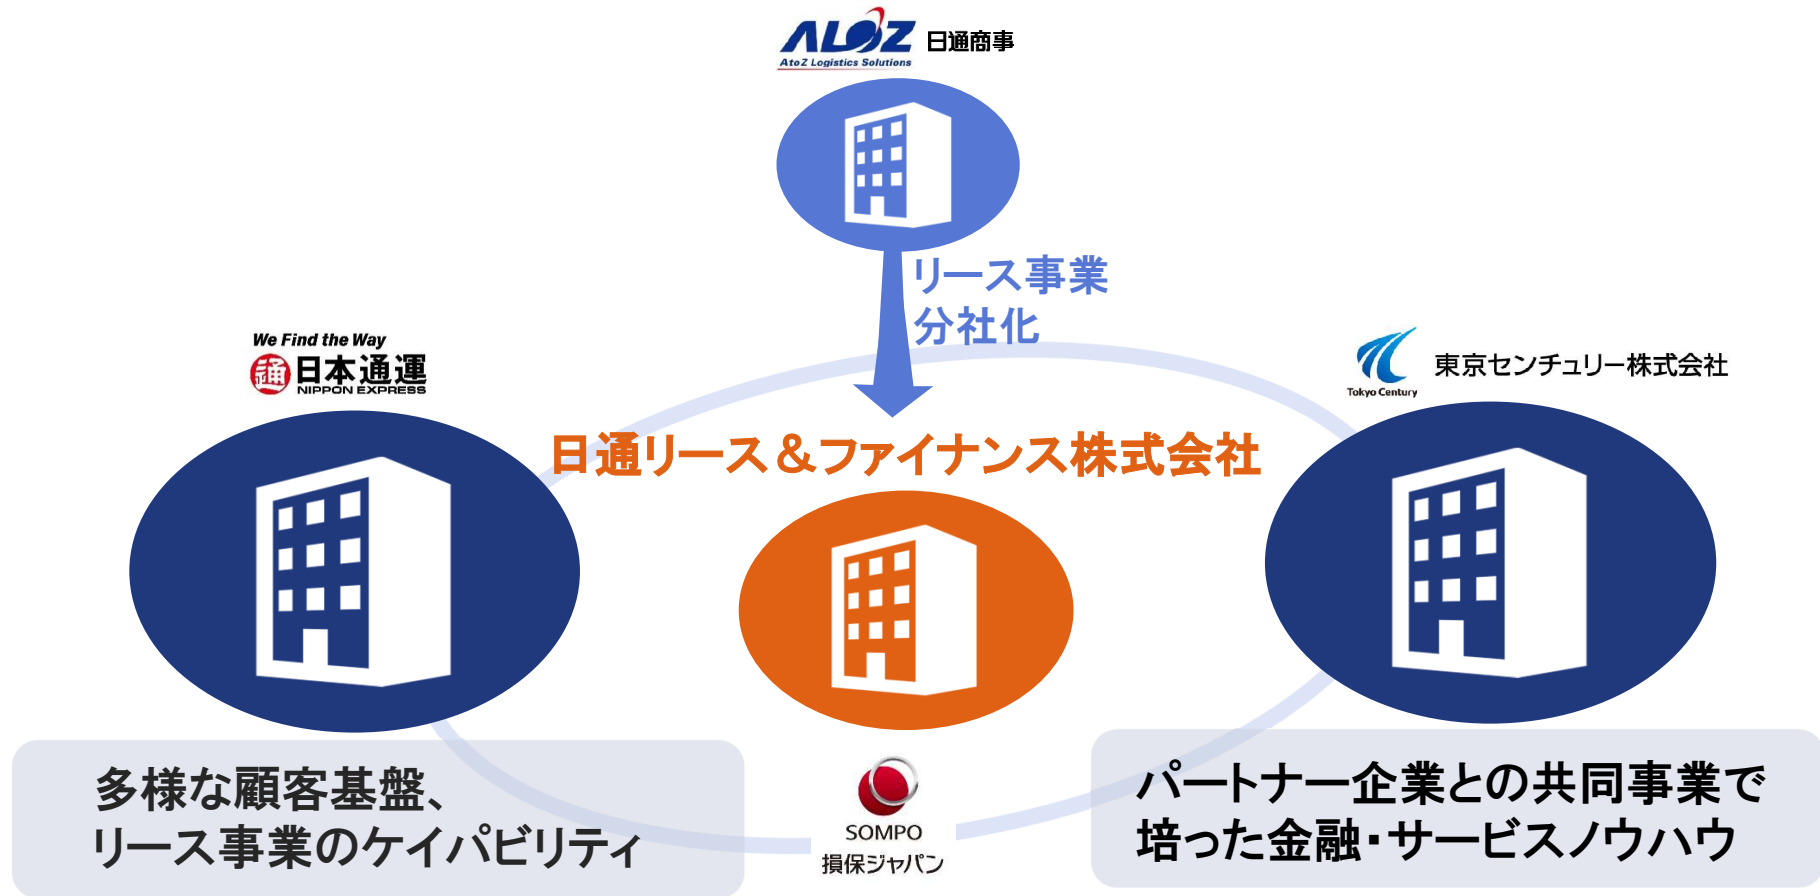 ALOZ 日通商事
AtoZ Logistics Solutions
リース事業
分社化
We Find the Way
通 日本通運
NIPPON EXPRESS
東京センチュリー株式会社
Tokyo Century
日通リース＆ファイナンス株式会社
多様な顧客基盤、
リース事業のケイパビリティ
SOMPO
損保ジャパン
パートナー企業との共同事業で
培った金融・サービスノウハウ